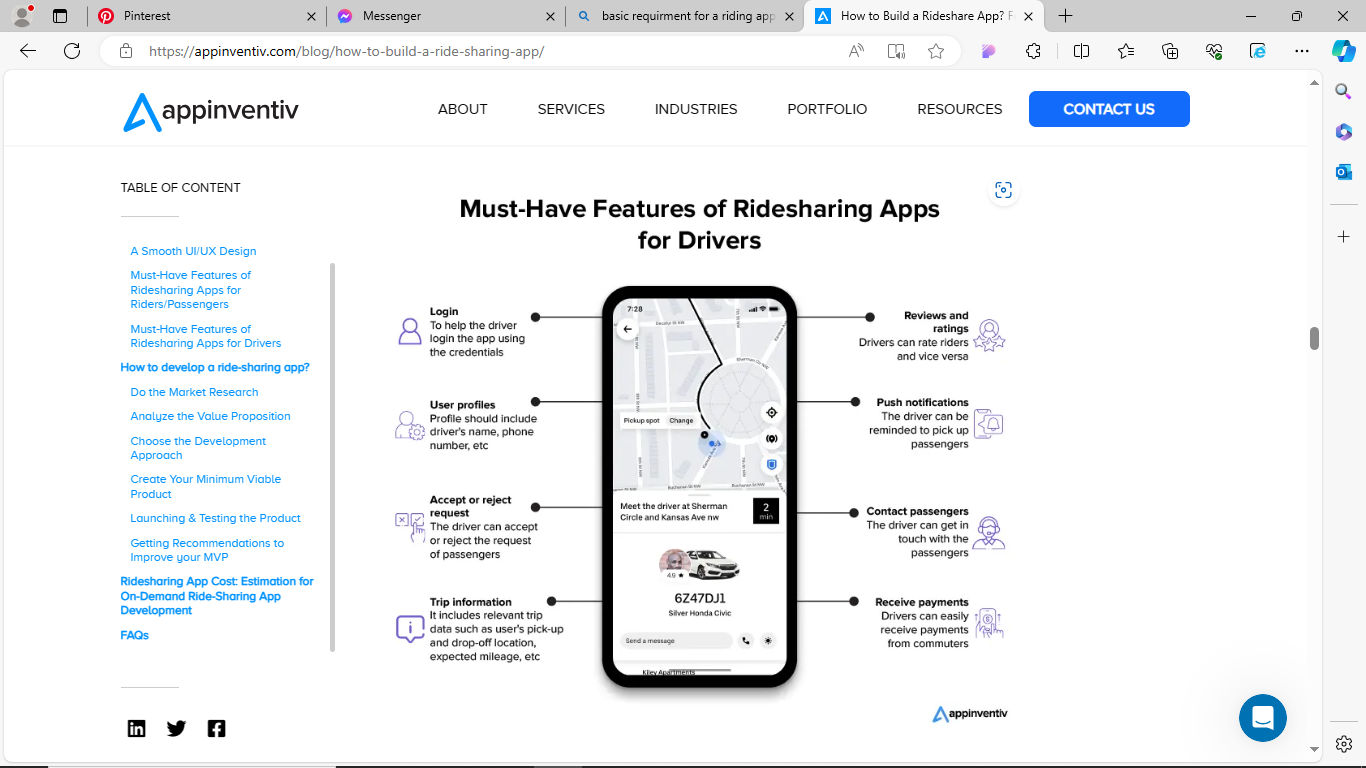 Pinterest
Messenger
basic requirment for a riding app
How to Build a Rideshare App? F
https://appinventiv.com/blog/how-to-build-a-ride-sharing-app/
appinventiv
ABOUT
SERVICES
INDUSTRIES
PORTFOLIO
RESOURCES
CONTACT US
TABLE OF CONTENT
A Smooth UI/UX Design
Must-Have Features of
Ridesharing Apps for
Riders/Passengers
Must-Have Features of
Ridesharing Apps for Drivers
How to develop a ride-sharing app?
Do the Market Research
Analyze the Value Proposition
Choose the Development
Approach
Create Your Minimum Viable
Product
Launching & Testing the Product
Getting Recommendations to
Improve your MVP
Ridesharing App Cost: Estimation for
On-Demand Ride-Sharing App
Development
FAQs
Must-Have Features of Ridesharing Apps
for Drivers
Login
To help the driver
login the app using
the credentials
User profiles
Profile should include
driver's name, phone
number, etc
Accept or reject
request
The driver can accept
or reject the request
of passengers
Trip information
It includes relevant trip
data such as user's pick-up
and drop-off location,
expected mileage, etc
7:28
Decatur St NW
Sherman Cir NW
Pickup spot
Change
Buchanan St NW
Buchanan St NW
Meet the driver at Sherman
Circle and Kansas Ave nw
2
min
4.9 ★
6Z47DJ1
Silver Honda Civic
Send a message
Kiley Apartments
Reviews and
ratings
Drivers can rate riders
and vice versa
Push notifications
The driver can be
reminded to pick up
passengers
Contact passengers
The driver can get in
touch with the
passengers
Receive payments
Drivers can easily
receive payments
from commuters
appinventiv